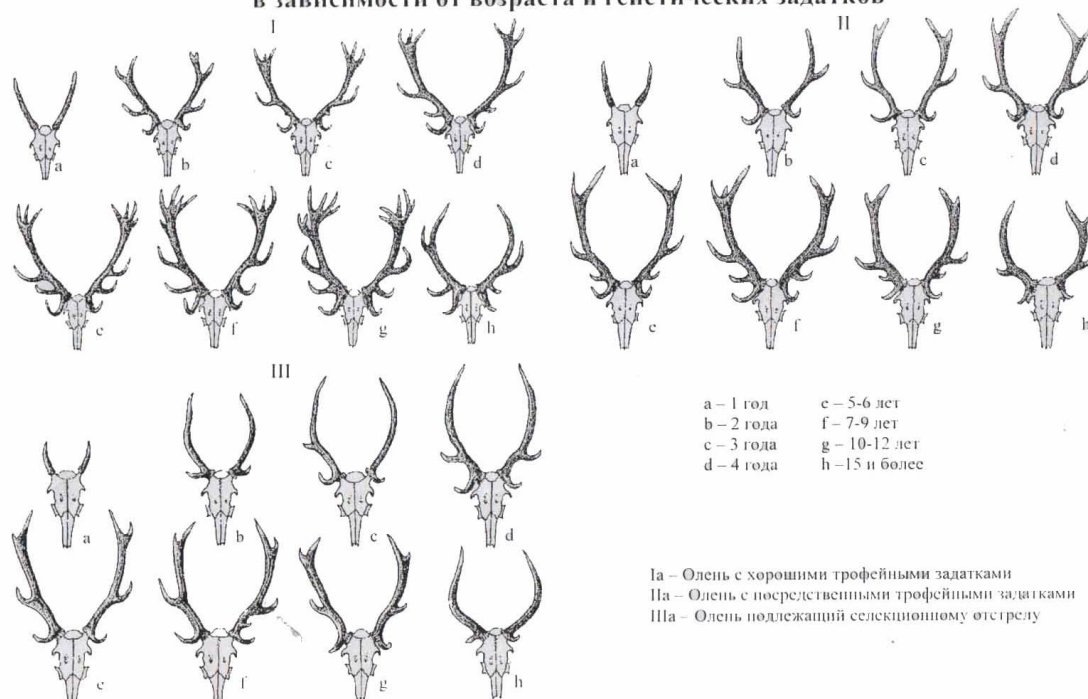 в зависимости от возраста и генетических задатков
I
II
a
b
c
d
a
b
c
d
e
f
g
h
e
f
g
h
III
a
b
c
d
e
f
g
h
a – 1 год
b – 2 года
c – 3 года
d – 4 года
e – 5-6 лет
f – 7-9 лет
g – 10-12 лет
h –15 и более
Ia – Олень с хорошими трофейными задатками
IIa – Олень с посредственными трофейными задатками
IIIa – Олень подлежащий селекционному отстрелу